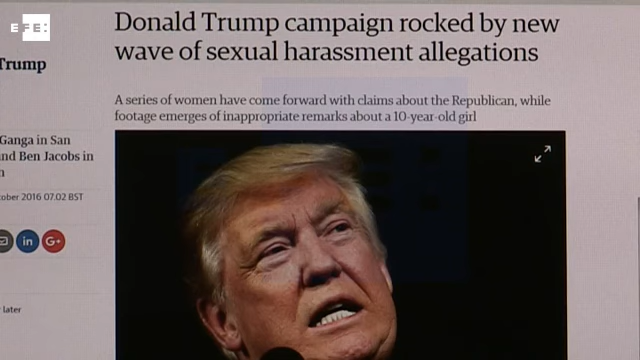 EFE:
Donald Trump campaign rocked by new
wave of sexual harassment allegations
Trump
A series of women have come forward with claims about the Republican, while
footage emerges of inappropriate remarks about a 10-year-old girl
Ganga in San
nd Ben Jacobs in
ober 2016 07.02 BST
in
G+
later